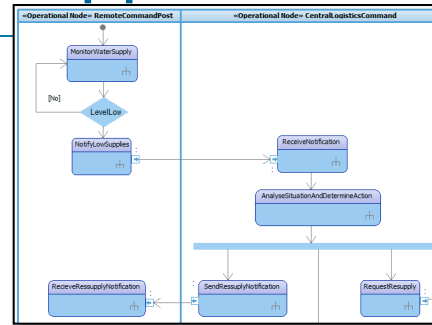 «Operational Node» RemoteCommandPost
«Operational Node» CentralLogisticsCommand
MonitorWaterSupply
[No]
LevelLow
NotifyLowSupplies
:
ReceiveNotification
:
AnalyseSituationAndDetermineAction
RecieveRessupplyNotification
:
:
SendRessuplyNotification
RequestResupply
: